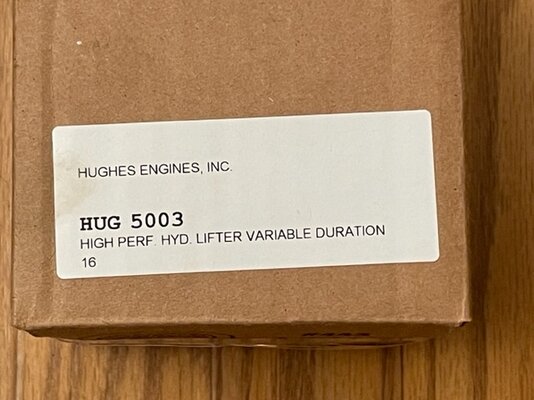 HUGHES ENGINES, INC.
HUG 5003
HIGH PERF. HYD. LIFTER VARIABLE DURATION
16